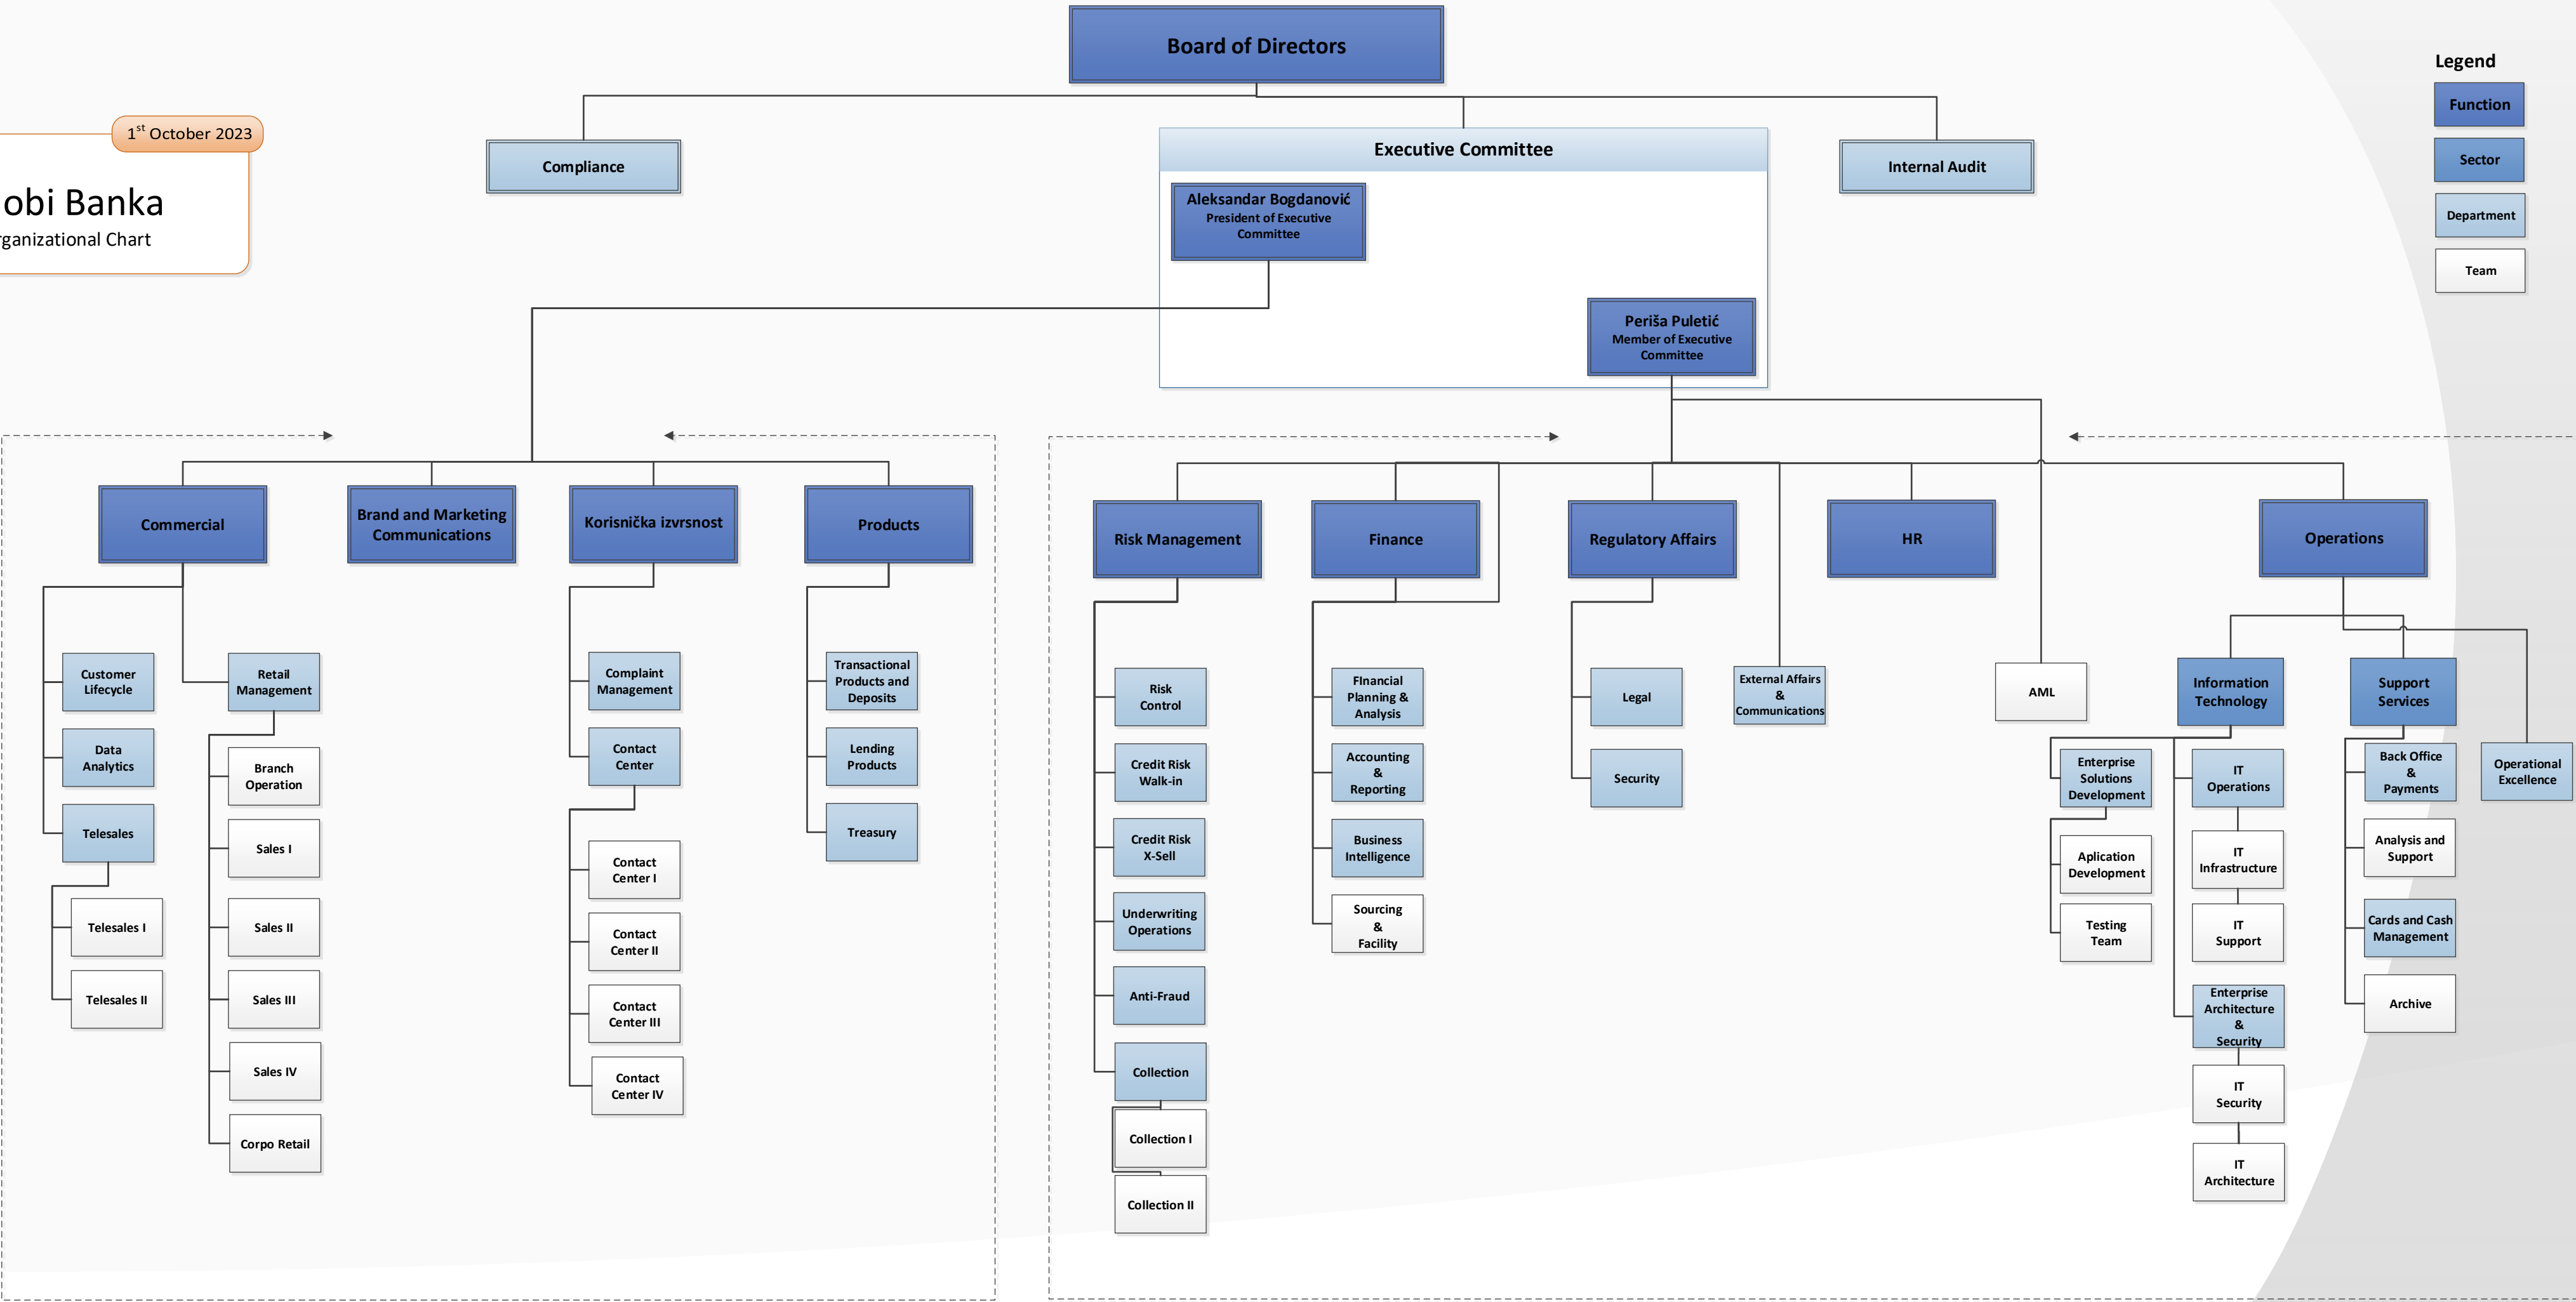 Board of Directors
Legend
Function
Sector
Department
Team
1st October 2023
obi Banka
rganizational Chart
Compliance
Executive Committee
Internal Audit
Aleksandar Bogdanović
President of Executive
Committee
Periša Puletić
Member of Executive
Committee
Commercial
Brand and Marketing
Communications
Korisnička izvrsnost
Products
Risk Management
Finance
Regulatory Affairs
HR
Operations
Customer
Lifecycle
Data
Analytics
Telesales
Telesales I
Telesales II
Retail
Management
Branch
Operation
Sales I
Sales II
Sales III
Sales IV
Corpo Retail
Complaint
Management
Contact
Center
Contact
Center I
Contact
Center II
Contact
Center III
Contact
Center IV
Transactional
Products and
Deposits
Lending
Products
Treasury
Risk
Control
Credit Risk
Walk-in
Credit Risk
X-Sell
Underwriting
Operations
Anti-Fraud
Collection
Collection I
Collection II
FInancial
Planning &
Analysis
Accounting
&
Reporting
Business
Intelligence
Sourcing
&
Facility
Legal
Security
External Affairs
&
Communications
AML
Information
Technology
Enterprise
Solutions
Development
Aplication
Development
Testing
Team
IT
Operations
IT
Infrastructure
IT
Support
Enterprise
Architecture
&
Security
IT
Security
IT
Architecture
Support
Services
Back Office
&
Payments
Analysis and
Support
Cards and Cash
Management
Archive
Operational
Excellence